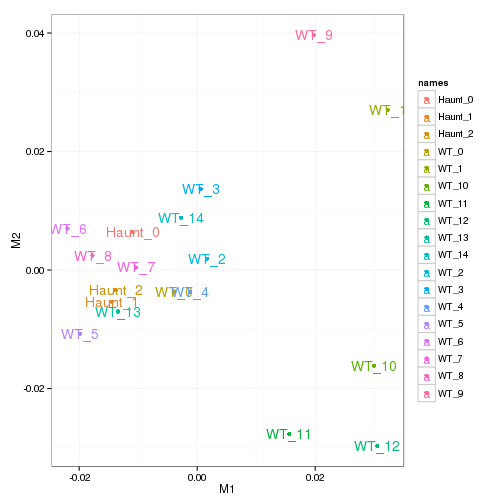 WT_9
WT_1
WT_3
WT_14
WT_6
Haunt_0
WT_8
WT_7
WT_2
Haunt_2
WT_0
WT_4
Haunt_1
WT_13
WT_5
WT_10
WT_11
WT_12
0.04
0.02
0.00
-0.02
M2
-0.02
0.00
0.02
M1
names
a Haunt_0
a Haunt_1
a Haunt_2
a WT_0
a WT_1
a WT_10
a WT_11
a WT_12
a WT_13
a WT_14
a WT_2
a WT_3
a WT_4
a WT_5
a WT_6
a WT_7
a WT_8
a WT_9